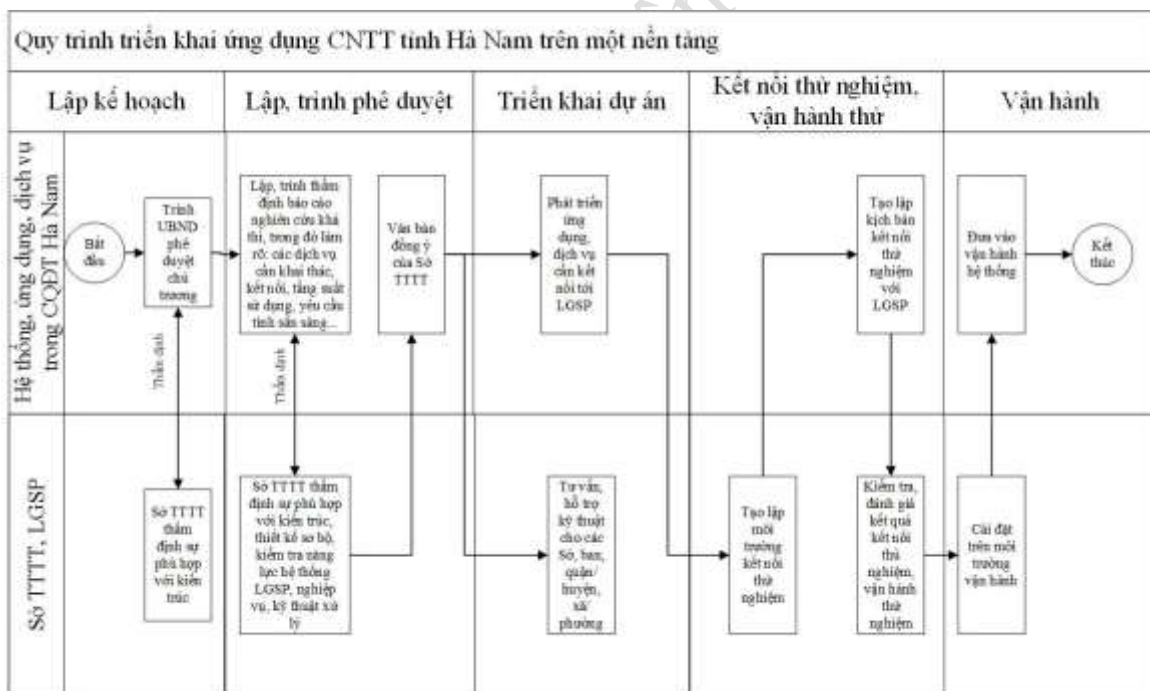 Quy trình triển khai ứng dụng CNTT tỉnh Hà Nam trên một nền tảng
Lập kế hoạch
Lập, trình phê duyệt
Triển khai dự án
Kết nối thử nghiệm,
vận hành thử
Vận hành
Hệ thống, ứng dụng, dịch vụ
trong CQĐT Hà Nam
Bắt
đầu
Trình
UBND
phê
duyệt
chủ
trương
Thẩm định
Lập, trình thẩm
định báo cáo
nghiên cứu khả
thi, trong đó làm
rõ: các dịch vụ
cần khai thác,
kết nối, tầng suất
sử dụng, yêu cầu
tính sẵn sàng...
Thẩm định
Văn bản
đồng ý
của Sở
TTTT
Phát triển
ứng
dụng,
dịch vụ
cần kết
nối tới
LGSP
Tạo lập
kịch bản
kết nối
thử
nghiệm
với
LGSP
Đưa vào
vận hành
hệ thống
Kết
thúc
Sở TTTT, LGSP
Sở TTTT
thẩm
định sự
phù hợp
với kiến
trúc
Sở TTTT thẩm
định sự phù hợp
với kiến trúc,
thiết kế sơ bộ,
kiểm tra năng
lực hệ thống
LGSP, nghiệp
vụ, kỹ thuật xử
lý
Tư vấn,
hỗ trợ
kỹ thuật
cho các
Sở, ban,
quận/
huyện,
xã/
phường
Tạo lập
môi
trường
kết nối
thử
nghiệm
Kiểm tra,
đánh giá
kết quả
kết nối
thử
nghiệm,
vận hành
thử
nghiệm
Cài đặt
trên môi
trường
vận hành